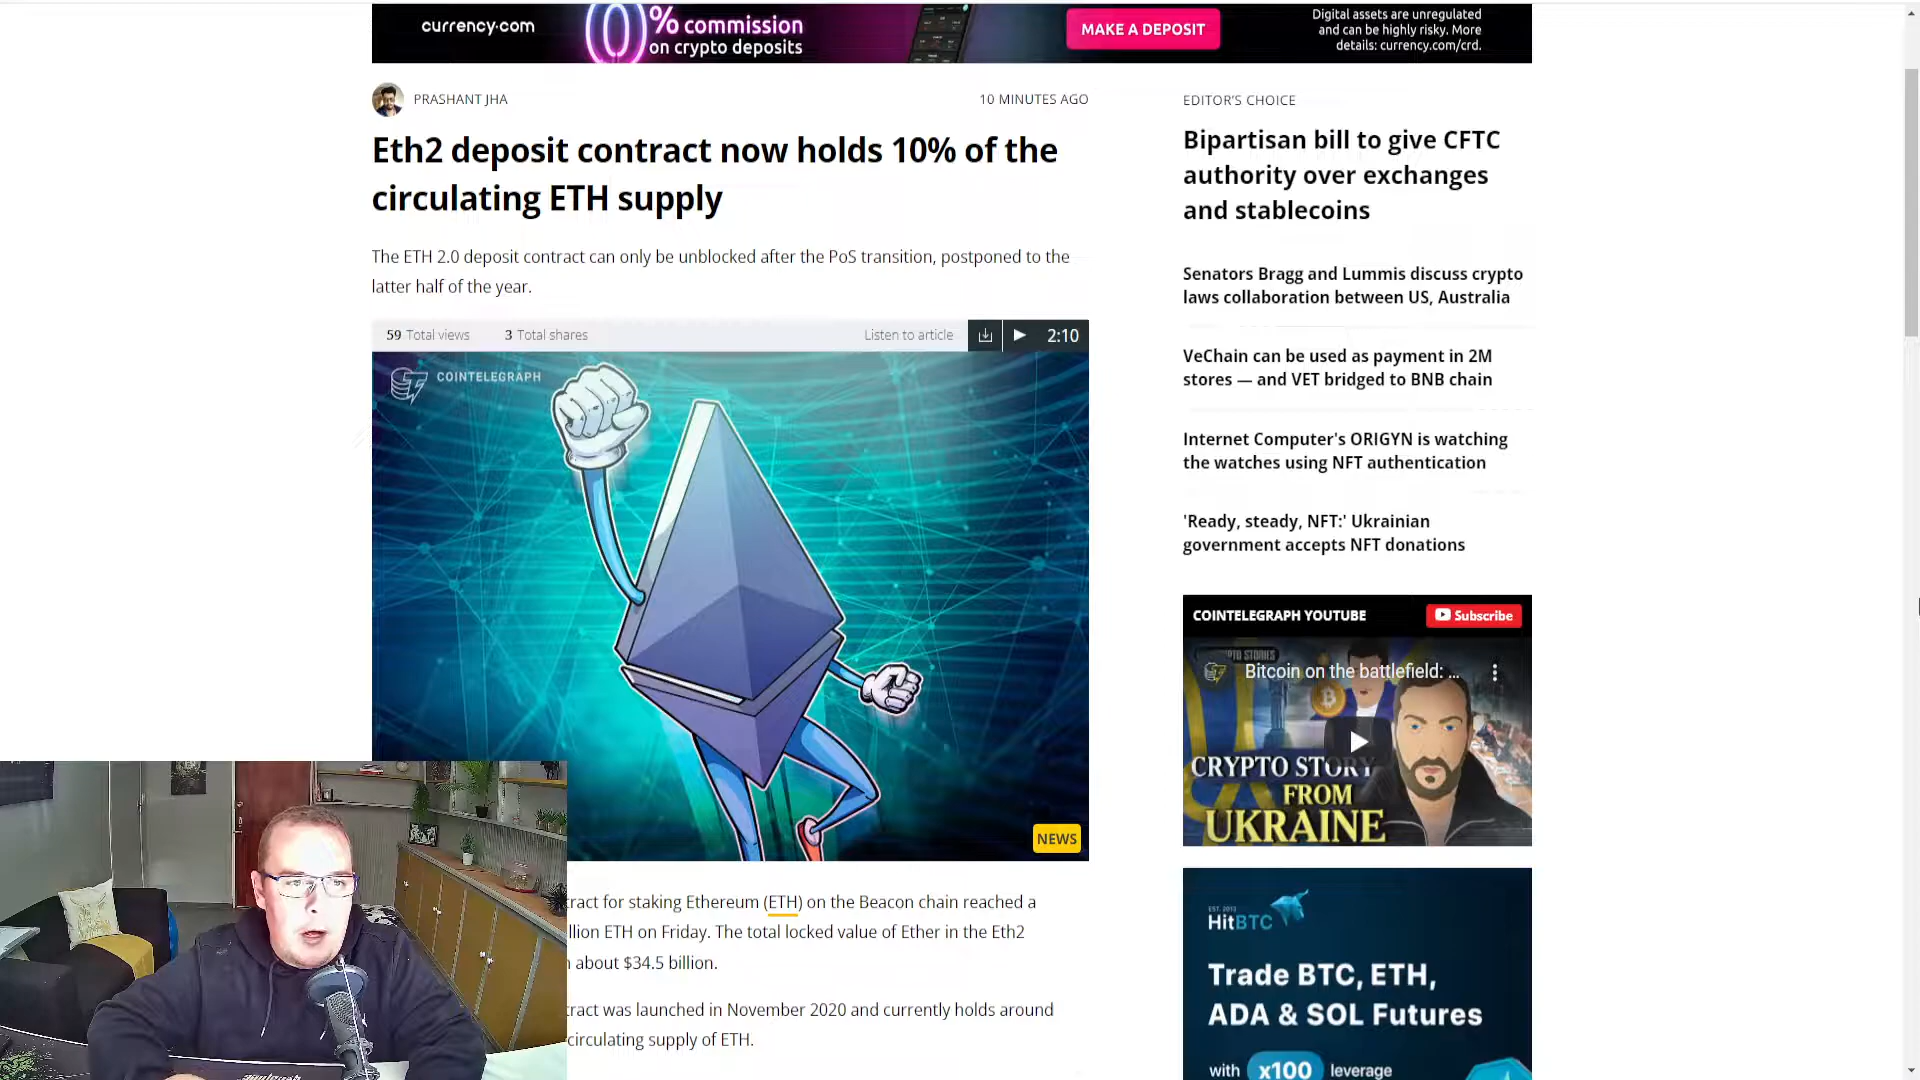 currency.com
0% commission
on crypto deposits
MAKE A DEPOSIT
Digital assets are unregulated
and can be highly risky. More
details: currency.com/crd.
PRASHANT JHA
10 MINUTES AGO
Eth2 deposit contract now holds 10% of the
circulating ETH supply
The ETH 2.0 deposit contract can only be unblocked after the PoS transition, postponed to the
latter half of the year.
59 Total views
3 Total shares
Listen to article
2:10
COINTELEGRAPH
NEWS
on the Beacon chain reached a
tract for staking Ethereum (ETH)
llion ETH on Friday. The total locked value of Ether in the Eth2
about $34.5 billion.
tract was launched in November 2020 and currently holds around
circulating supply of ETH.
EDITOR'S CHOICE
Bipartisan bill to give CFTC
authority over exchanges
and stablecoins
Senators Bragg and Lummis discuss crypto
laws collaboration between US, Australia
VeChain can be used as payment in 2M
stores — and VET bridged to BNB chain
Internet Computer's ORIGYN is watching
the watches using NFT authentication
'Ready, steady, NFT:' Ukrainian
government accepts NFT donations
COINTELEGRAPH YOUTUBE
Subscribe
Bitcoin on the battlefield: ...
CRYPTO STORY
FROM
UKRAINE
EST. 2013
HitBTC
Trade BTC, ETH,
ADA & SOL Futures
with x100 leverage